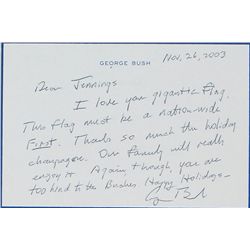 GEORGE BUSH
Nov. 26, 2003
Dear Jennings
I love your gigantic flag.
This flag must be a nation-wide
First. Thanks so much the holiday
champagne. Our family will really
enjoy it Again though, you are
too kind to the Bushes. Happy Holidays-